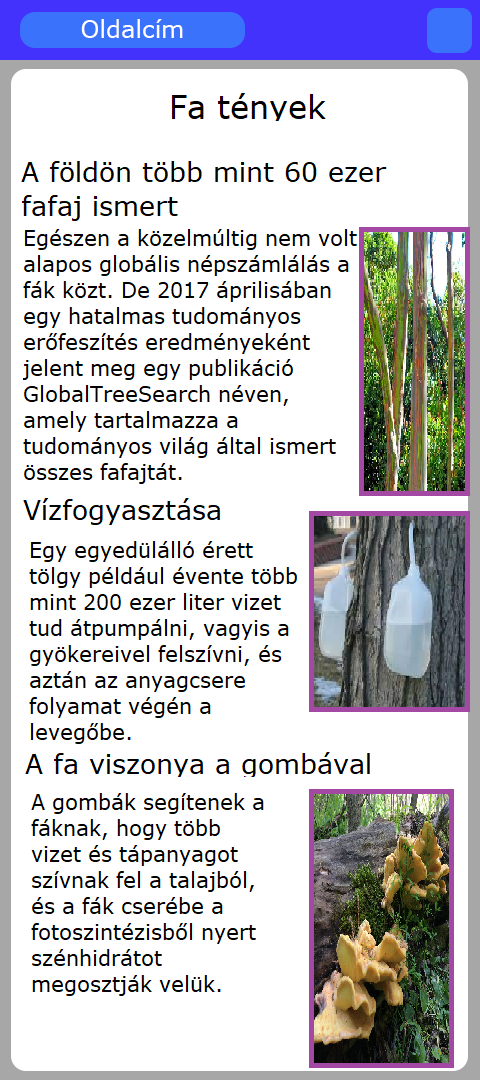 Oldalcím
Fa tények
A földön több mint 60 ezer
fafaj ismert
Egészen a közelmúltig nem volt
alapos globális népszámlálás a
fák közt. De 2017 áprilisában
egy hatalmas tudományos
erőfeszítés eredményeként
jelent meg egy publikáció
GlobalTreeSearch néven,
amely tartalmazza a
tudományos világ által ismert
összes fafajtát.
Vízfogyasztása
Egy egyedülálló érett
tölgy például évente több
mint 200 ezer liter vizet
tud átpumpálni, vagyis a
gyökereivel felszívni, és
aztán az anyagcsere
folyamat végén a
levegőbe.
A fa viszonya a gombával
A gombák segítenek a
fáknak, hogy több
vizet és tápanyagot
szívnak fel a talajból,
és a fák cserébe a
fotoszintézisből nyert
szénhidrátot
megosztják velük.